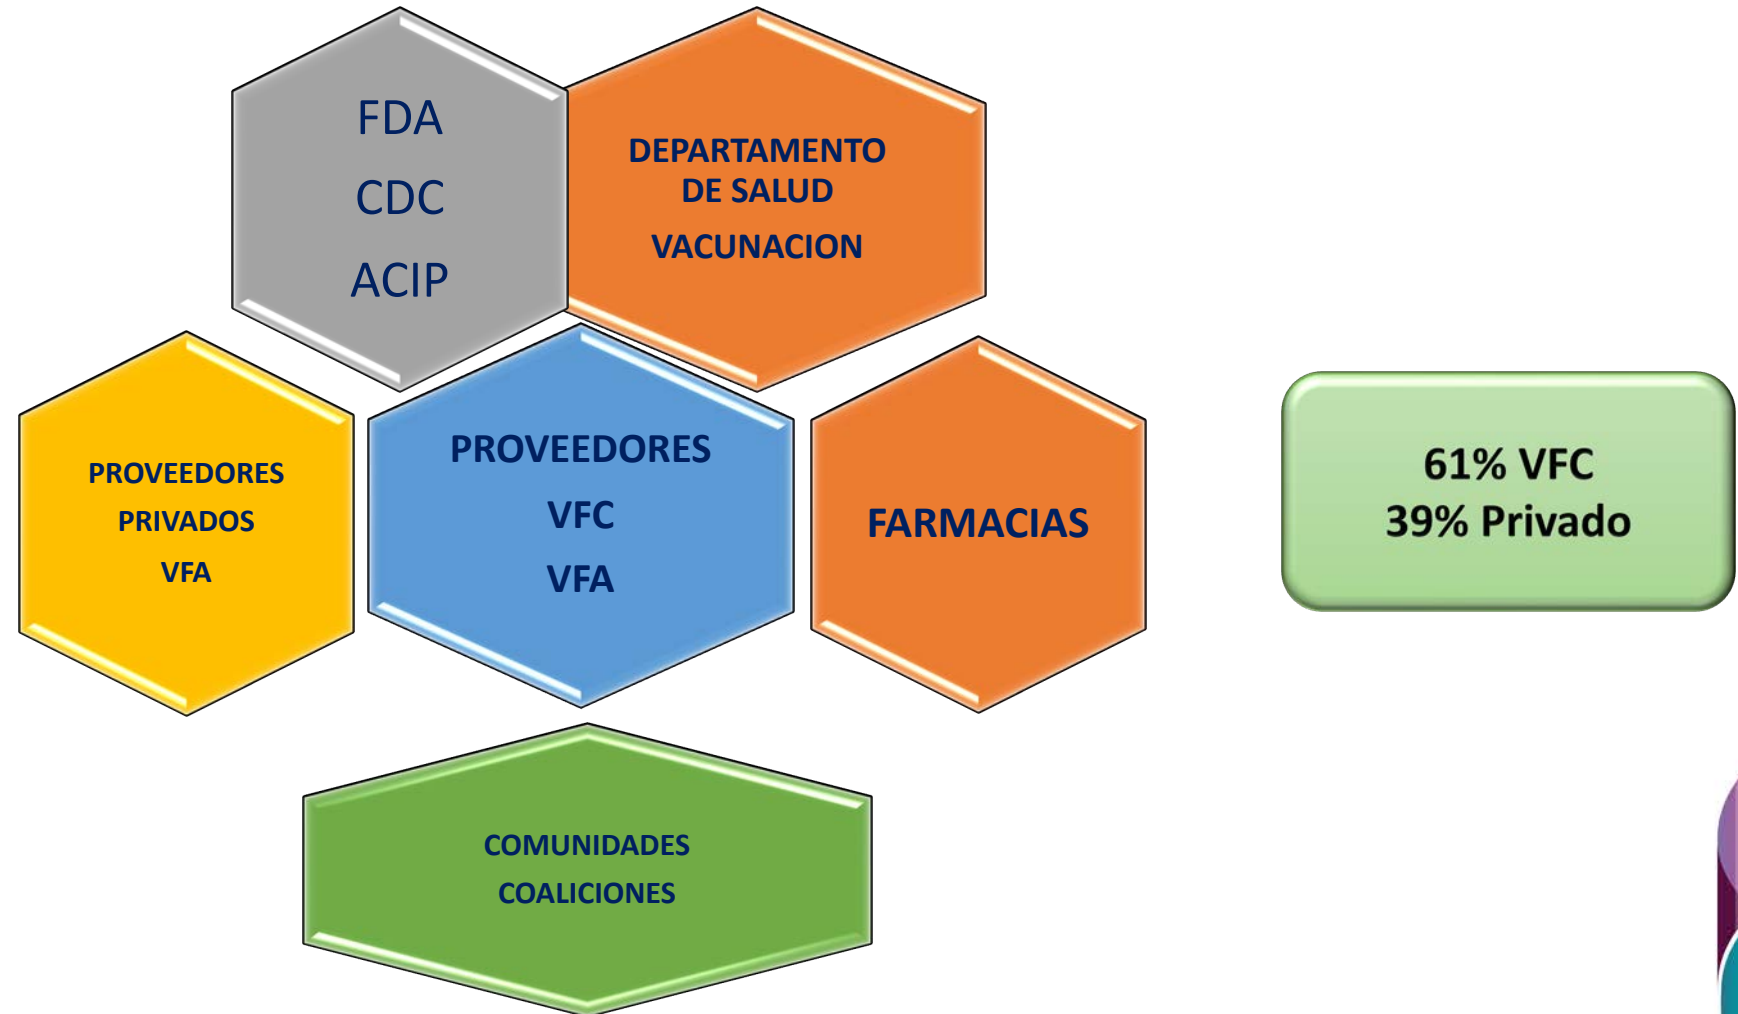 FDA
CDC
ACIP
DEPARTAMENTO
DE SALUD
VACUNACION
PROVEEDORES
PRIVADOS
VFA
PROVEEDORES
VFC
VFA
FARMACIAS
61% VFC
39% Privado
COMUNIDADES
COALICIONES